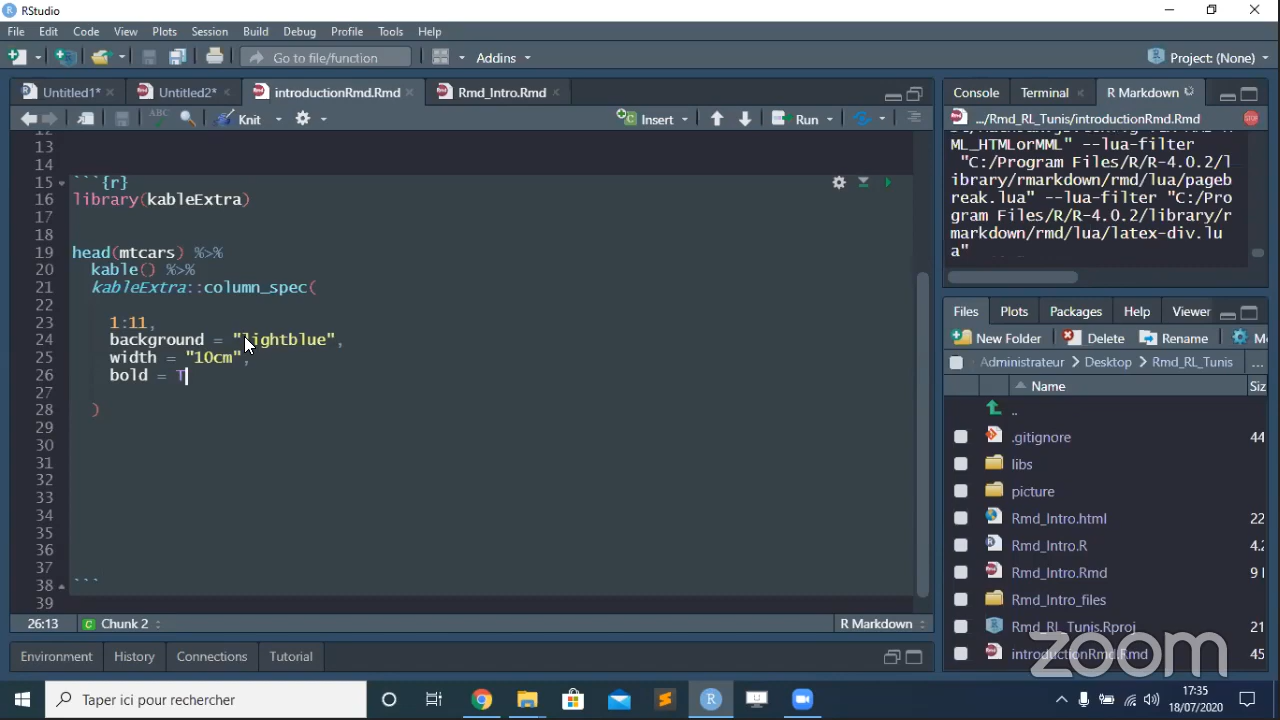 RStudio
File Edit Code View Plots Session Build Debug Profile Tools Help
Go to file/function Addins Project: (None)
Untitled1* Untitled2* introductionRmd.Rmd Rmd_Intro.Rmd
Knit Insert Run
13
14
15 ```{r}
16 library(kableExtra)
17
18
19 head(mtcars) %>%
20 kable() %>%
21 kableExtra::column_spec(
22
23 1:11,
24 background = "lightblue",
25 width = "10cm",
26 bold = T
27
28 )
29
30
31
32
33
34
35
36
37
38 ```
39
26:13 Chunk 2 R Markdown
Environment History Connections Tutorial
Console Terminal R Markdown
.../Rmd_RL_Tunis/introductionRmd.Rmd
ML_HTMLorMML" --lua-filter
"C:/Program Files/R/R-4.0.2/l
ibrary/rmarkdown/rmd/lua/pageb
reak.lua" --lua-filter "C:/Pro
gram Files/R/R-4.0.2/library/r
markdown/rmd/lua/latex-div.lu
a"
Files Plots Packages Help Viewer
New Folder Delete Rename Mo
Administrateur Desktop Rmd_RL_Tunis ...
Name Siz
..
.gitignore 44
libs
picture
Rmd_Intro.html 22
Rmd_Intro.R 4.2
Rmd_Intro.Rmd 9 l
Rmd_Intro_files
Rmd_RL_Tunis.Rproj 21
introductionRmd.Rmd 45
zoom
Taper ici pour rechercher
17:35
18/07/2020